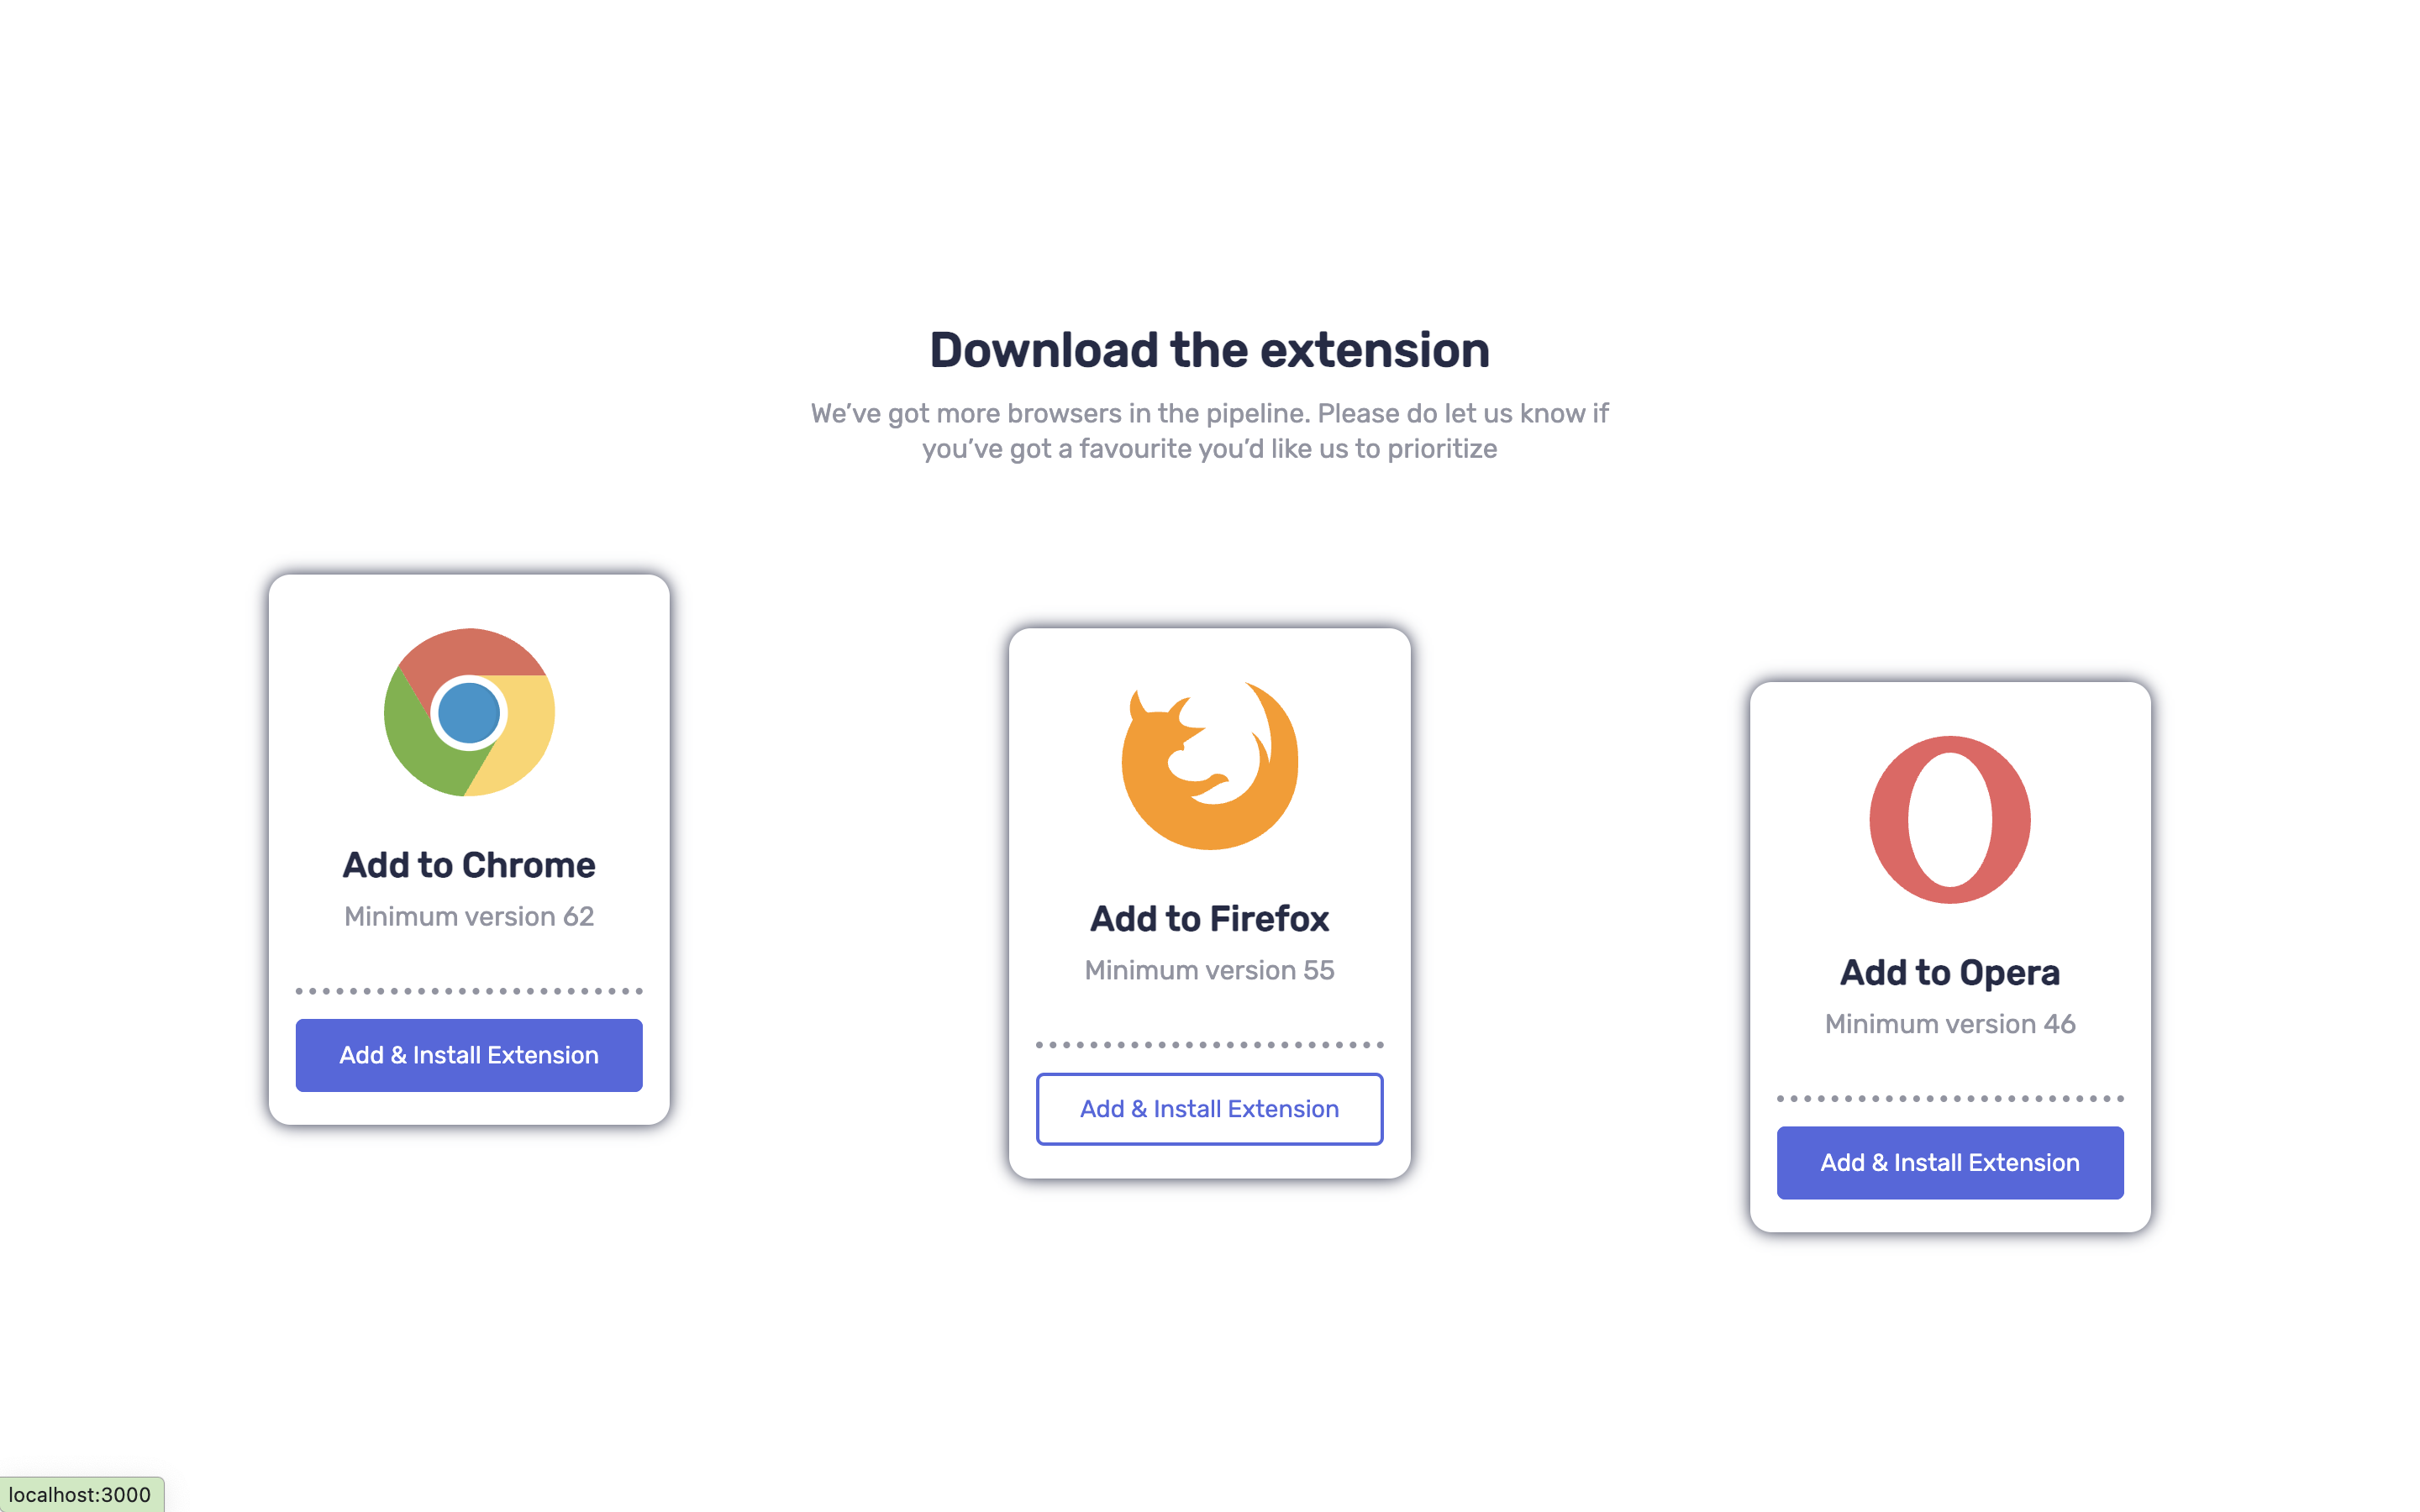 Download the extension
We’ve got more browsers in the pipeline. Please do let us know if
you’ve got a favourite you’d like us to prioritize
Add to Chrome
Minimum version 62
Add & Install Extension
Add to Firefox
Minimum version 55
Add & Install Extension
Add to Opera
Minimum version 46
Add & Install Extension
localhost:3000